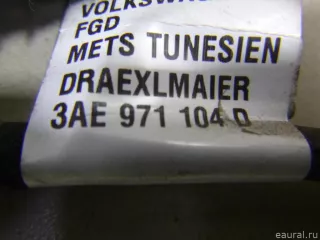 FGD
METS TUNESIEN
DRAEXLMAIER
3AE 971 104 D
eaural.ru